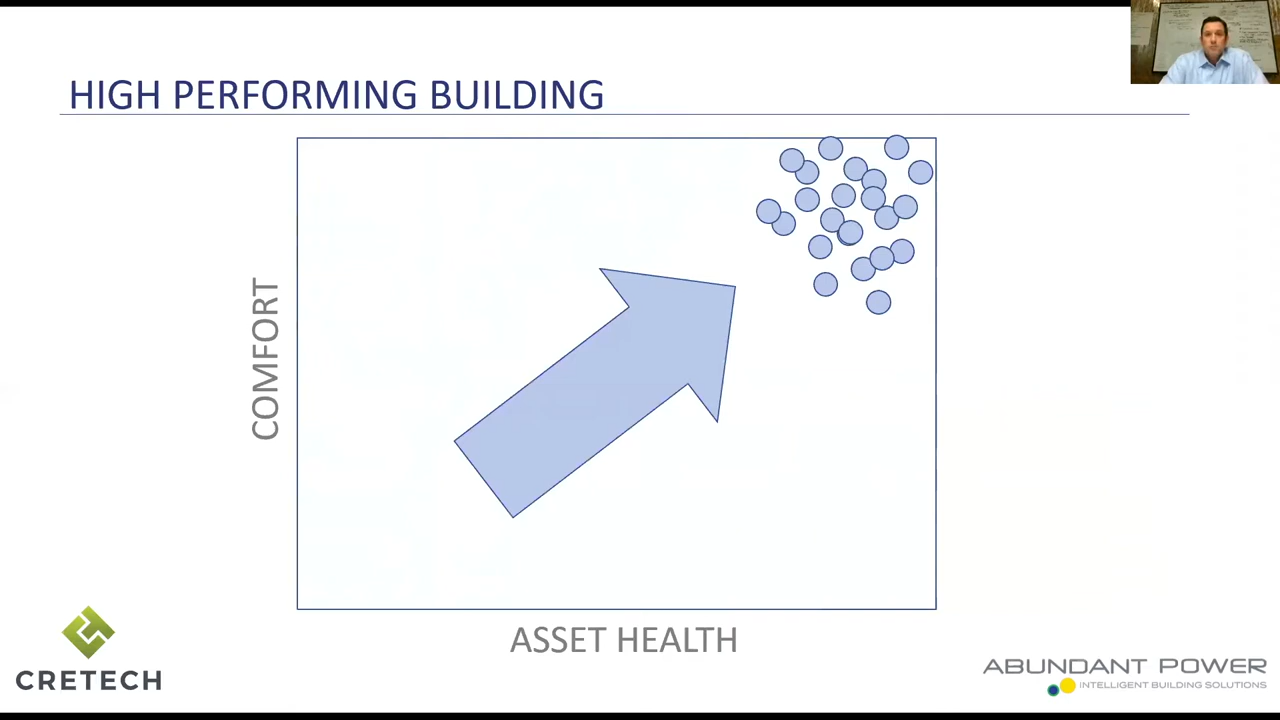 HIGH PERFORMING BUILDING
COMFORT
ASSET HEALTH
CRETECH
ABUNDANT POWER
INTELLIGENT BUILDING SOLUTIONS